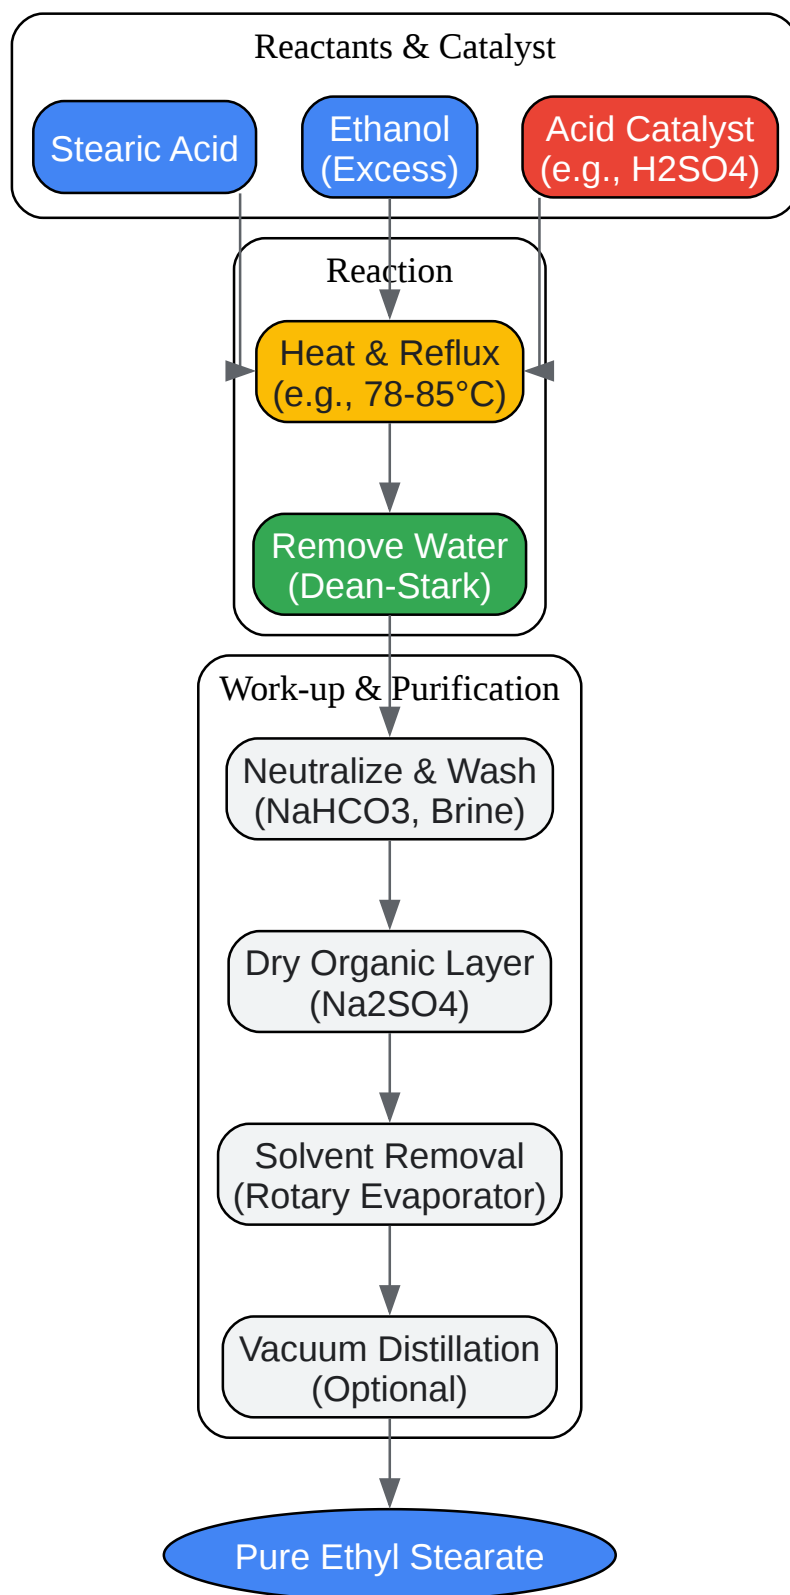 Reactants & Catalyst
Stearic Acid
Ethanol
(Excess)
Acid Catalyst
(e.g., H2SO4)
Reaction
Heat & Reflux
(e.g., 78-85°C)
Remove Water
(Dean-Stark)
Work-up & Purification
Neutralize & Wash
(NaHCO3, Brine)
Dry Organic Layer
(Na2SO4)
Solvent Removal
(Rotary Evaporator)
Vacuum Distillation
(Optional)
Pure Ethyl Stearate